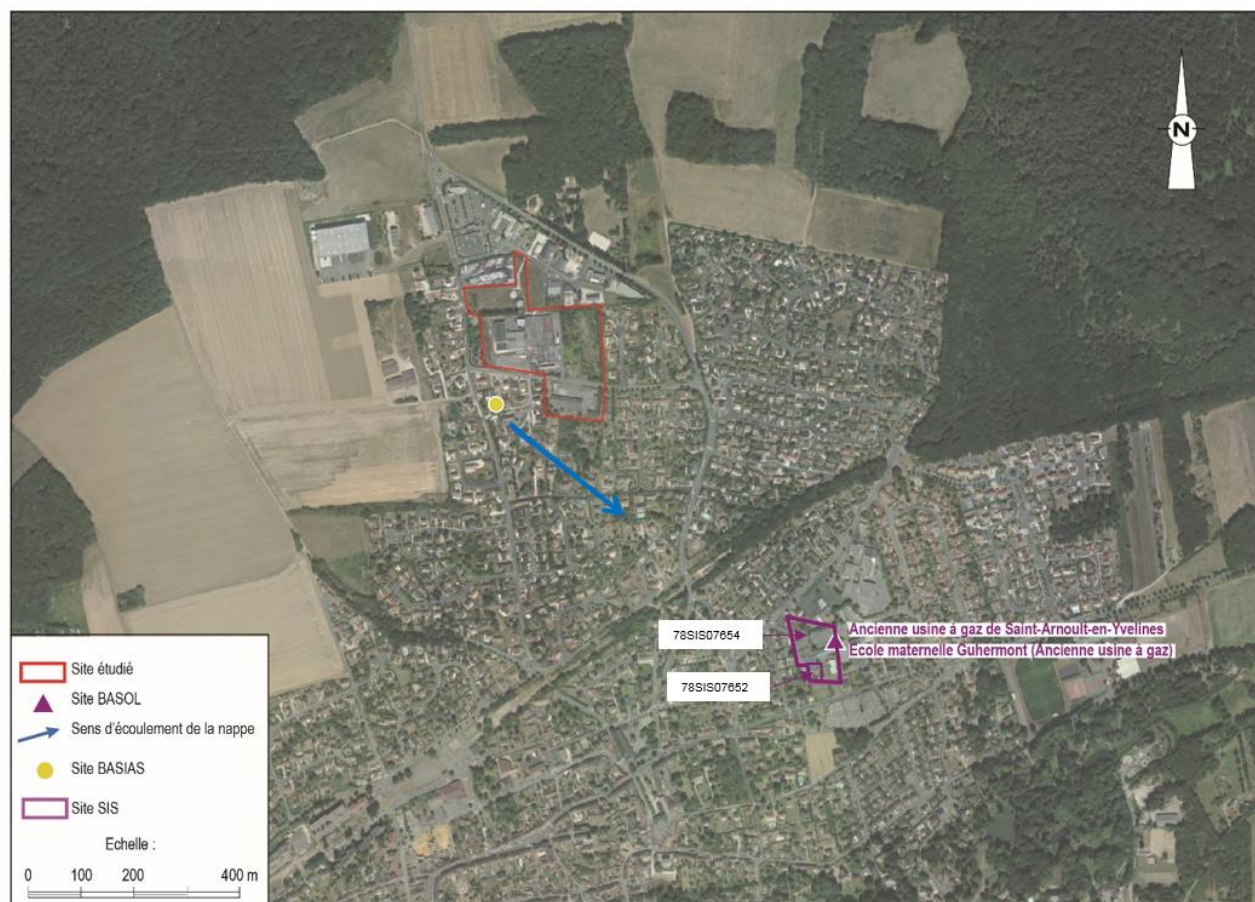 N
78SIS07654
Ancienne usine à gaz de Saint-Arnoult-en-Yvelines
Ecole maternelle Guhermont (Ancienne usine à gaz)
78SIS07652
Site étudié
Site BASOL
Sens d'écoulement de la nappe
Site BASIAS
Site SIS
Echelle :
0 100 200 400 m